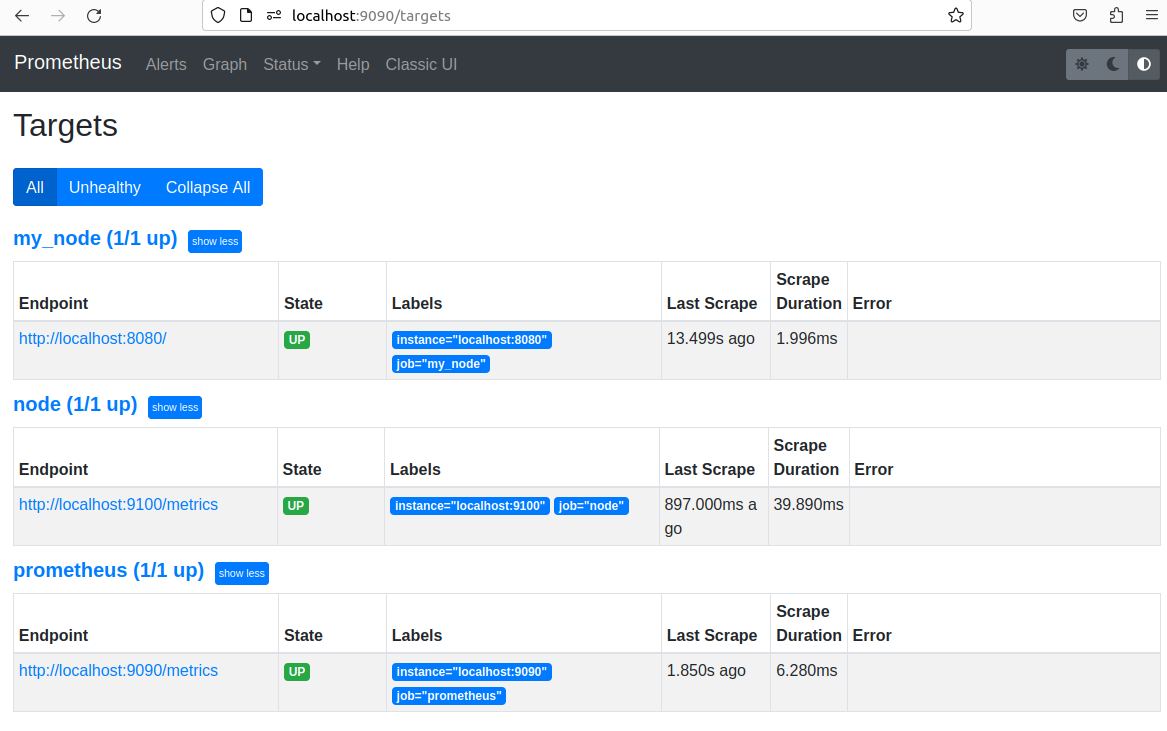 localhost:9090/targets
Prometheus Alerts Graph Status Help Classic UI
Targets
All Unhealthy Collapse All
my_node (1/1 up) show less
Scrape
Endpoint State Labels Last Scrape Duration Error
http://localhost:8080/ UP instance="localhost:8080" 13.499s ago 1.996ms
job="my_node"
node (1/1 up) show less
Scrape
Endpoint State Labels Last Scrape Duration Error
http://localhost:9100/metrics UP instance="localhost:9100" job="node" 897.000ms a 39.890ms
go
prometheus (1/1 up) show less
Scrape
Endpoint State Labels Last Scrape Duration Error
http://localhost:9090/metrics UP instance="localhost:9090" 1.850s ago 6.280ms
job="prometheus"